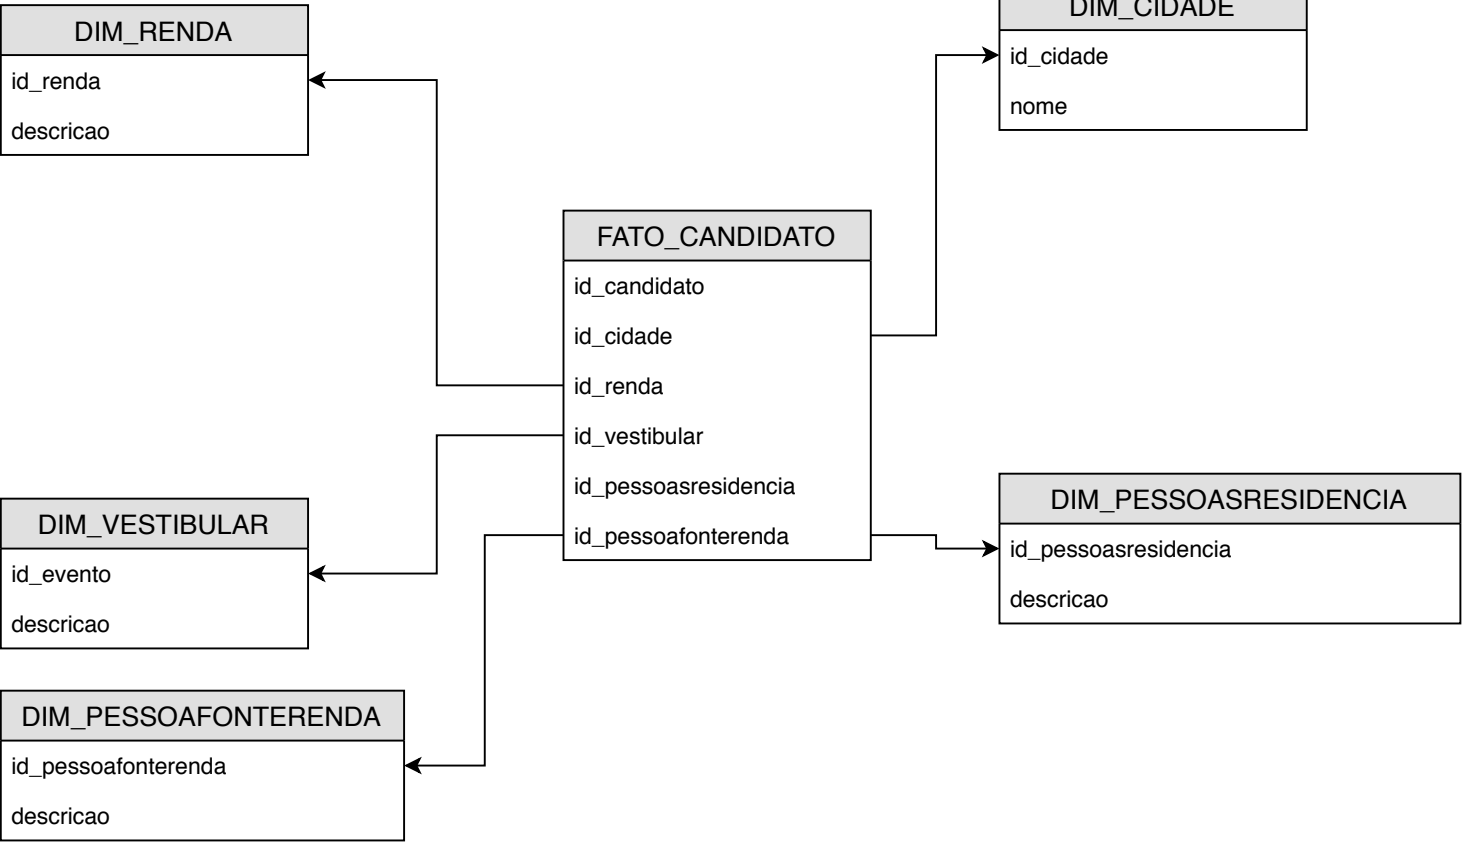 DIM_RENDA
id_renda
descricao
DIM_CIDADE
id_cidade
nome
FATO_CANDIDATO
id_candidato
id_cidade
id_renda
id_vestibular
id_pessoasresidencia
id_pessoafonterenda
DIM_VESTIBULAR
id_evento
descricao
DIM_PESSOASRESIDENCIA
id_pessoasresidencia
descricao
DIM_PESSOAFONTERENDA
id_pessoafonterenda
descricao